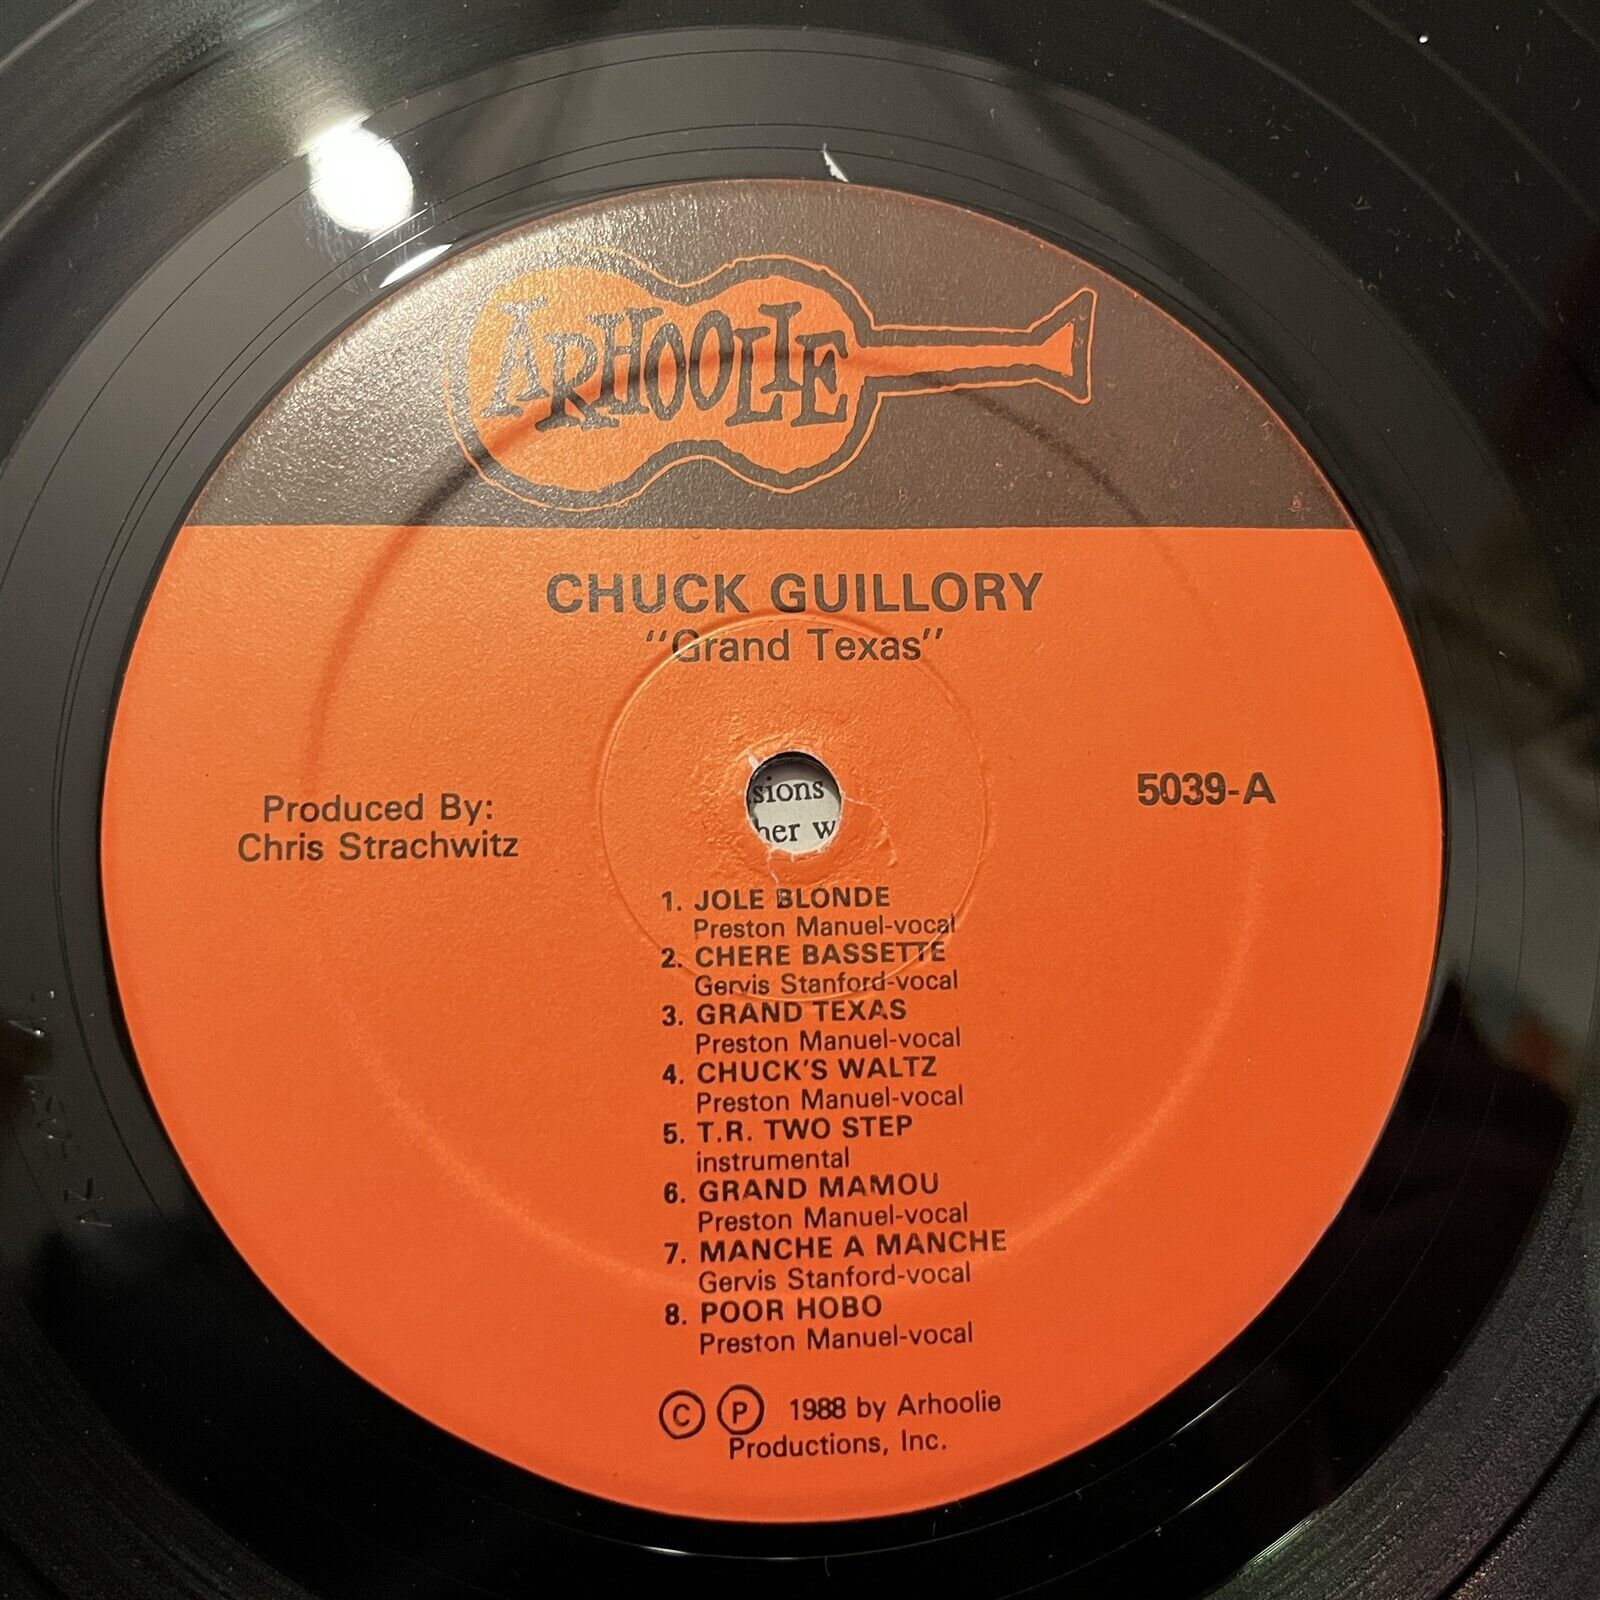 ARHOOLIE
CHUCK GUILLORY
"Grand Texas"
Produced By:
Chris Strachwitz
5039-A
sions
her w
1. JOLE BLONDE
Preston Manuel-vocal
2. CHERE BASSETTE
Gervis Stanford-vocal
3. GRAND TEXAS
Preston Manuel-vocal
4. CHUCK'S WALTZ
Preston Manuel-vocal
5. T.R. TWO STEP
instrumental
6. GRAND MAMOU
Preston Manuel-vocal
7. MANCHE A MANCHE
Gervis Stanford-vocal
8. POOR HOBO
Preston Manuel-vocal
© ℗ 1988 by Arhoolie
Productions, Inc.